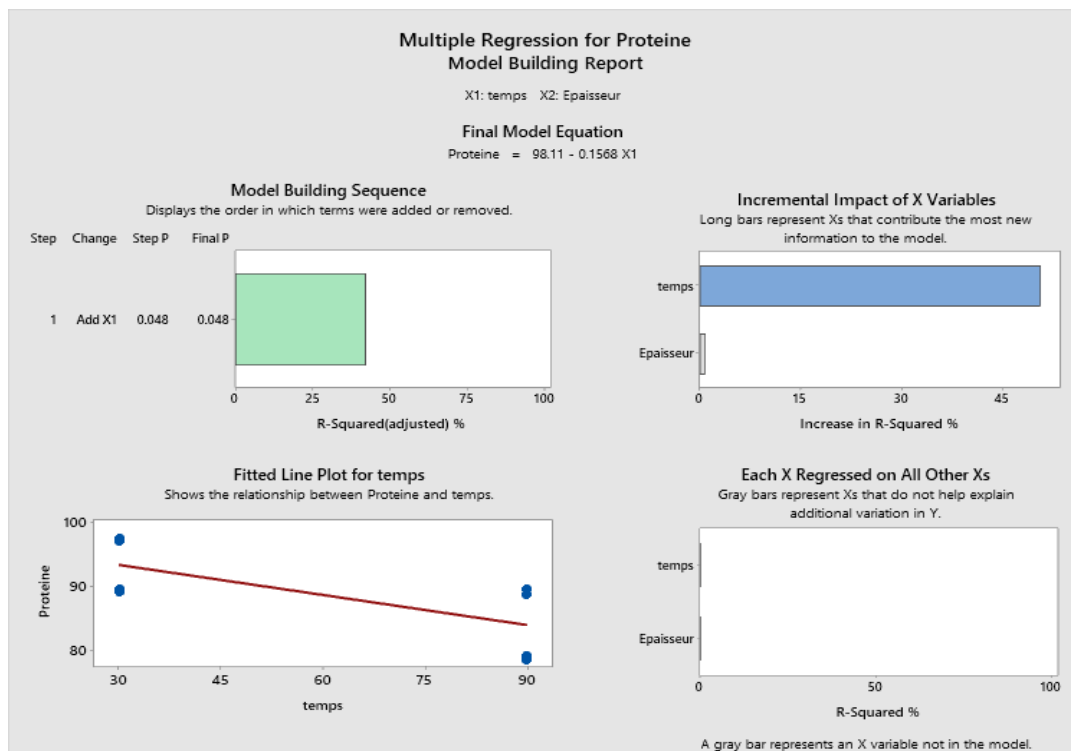 Multiple Regression for Proteine
Model Building Report
X1: temps X2: Epaisseur
Final Model Equation
Proteine = 98.11 - 0.1568 X1
Model Building Sequence
Displays the order in which terms were added or removed.
Step Change Step P Final P
1 Add X1 0.048 0.048
0 25 50 75 100
R-Squared(adjusted) %
Incremental Impact of X Variables
Long bars represent Xs that contribute the most new
information to the model.
temps
Epaisseur
0 15 30 45
Increase in R-Squared %
Fitted Line Plot for temps
Shows the relationship between Proteine and temps.
100
90
80
Proteine
30 45 60 75 90
temps
Each X Regressed on All Other Xs
Gray bars represent Xs that do not help explain
additional variation in Y.
temps
Epaisseur
0 50 100
R-Squared %
A gray bar represents an X variable not in the model.